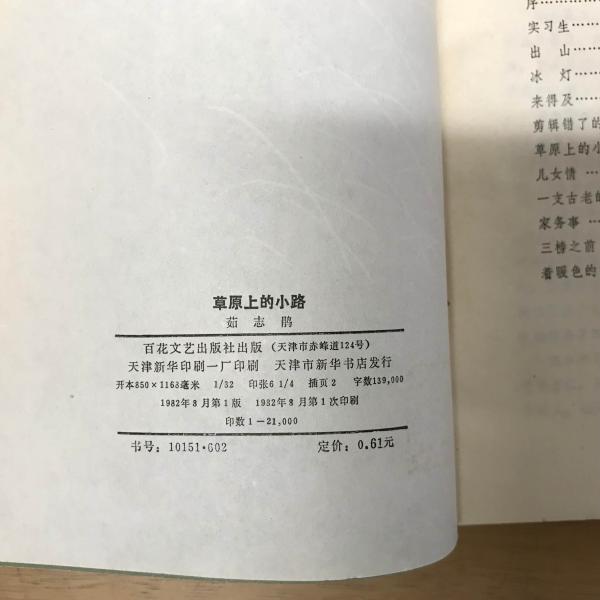 草原上的小路
茹志鹃
百花文艺出版社出版（天津市赤峰道124号）
天津新华印刷一厂印刷 天津市新华书店发行
开本850×1168毫米 1/32 印张6 1/4 插页2 字数139,000
1982年8月第1版 1982年8月第1次印刷
印数1－21,000
书号：10151·602 定价：0.61元
序…………
实习生……
出 山……
冰 灯……
来得及……
剪辑错了的
草原上的小
儿女情 …
一支古老的
家务事 …
三榜之前
着暖色的